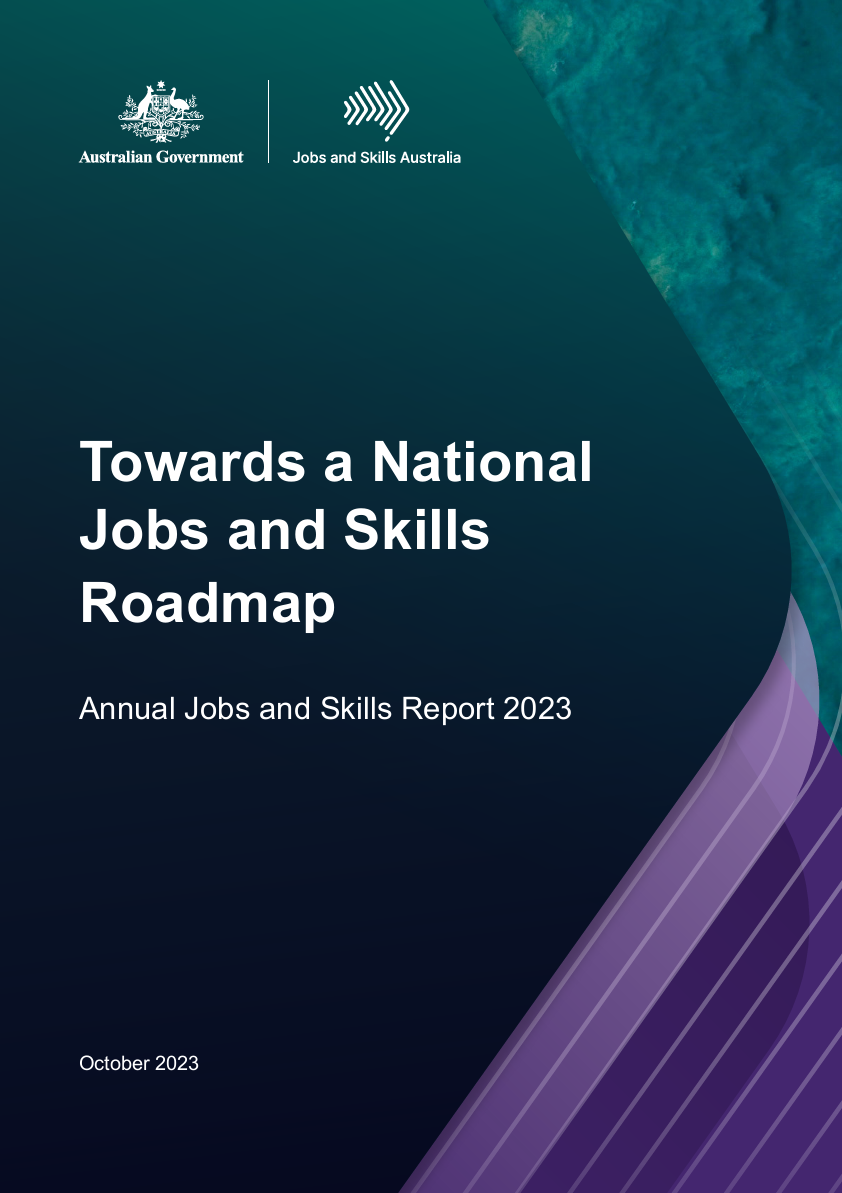 Australian Government
Jobs and Skills Australia
Towards a National
Jobs and Skills
Roadmap
Annual Jobs and Skills Report 2023
October 2023